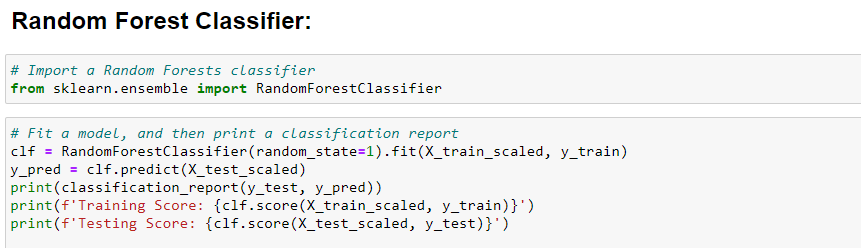 Random Forest Classifier:
# Import a Random Forests classifier
from sklearn.ensemble import RandomForestClassifier
# Fit a model, and then print a classification report
clf = RandomForestClassifier(random_state=1).fit(X_train_scaled, y_train)
y_pred = clf.predict(X_test_scaled)
print(classification_report(y_test, y_pred))
print(f'Training Score: {clf.score(X_train_scaled, y_train)}')
print(f'Testing Score: {clf.score(X_test_scaled, y_test)}')